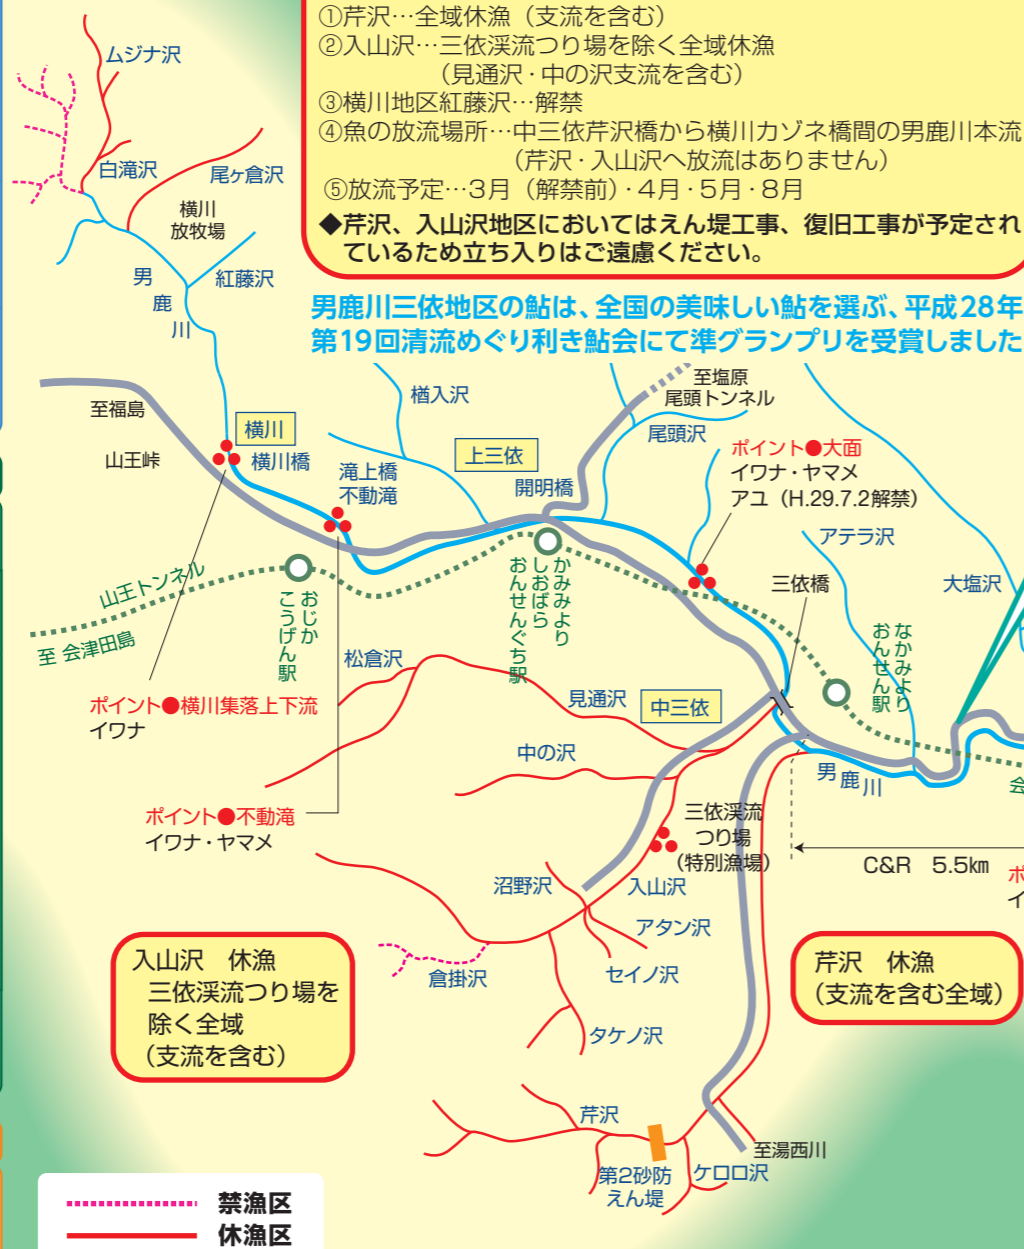 ①芹沢…全域休漁（支流を含む）
②入山沢…三依渓流つり場を除く全域休漁
（見通沢・中の沢支流を含む）
③横川地区紅藤沢…解禁
④魚の放流場所…中三依芹沢橋から横川カゾネ橋間の男鹿川本流
（芹沢・入山沢へ放流はありません）
⑤放流予定…３月（解禁前）・４月・５月・８月
◆芹沢、入山沢地区においてはえん堤工事、復旧工事が予定され
ているため立ち入りはご遠慮ください。
男鹿川三依地区の鮎は、全国の美味しい鮎を選ぶ、平成28年
第19回清流めぐり利き鮎会にて準グランプリを受賞しました
ムジナ沢
白滝沢
尾ヶ倉沢
横川
放牧場
紅藤沢
男鹿川
至福島
山王峠
横川
横川橋
滝上橋
不動滝
楢入沢
上三依
開明橋
至塩原
尾頭トンネル
尾頭沢
ポイント●大面
イワナ・ヤマメ
アユ（H.29.7.2解禁）
アテラ沢
三依橋
大塩沢
山王トンネル
至 会津田島
おじか
こうげん駅
かみみより
しおばら
おんせんぐち駅
なかみより
おんせん駅
松倉沢
見通沢
中三依
中の沢
ポイント●横川集落上下流
イワナ
ポイント●不動滝
イワナ・ヤマメ
男鹿川
会
三依渓流
つり場
（特別漁場）
C&R 5.5㎞
ポ
イ
沼野沢
入山沢
アタン沢
セイノ沢
倉掛沢
タケノ沢
入山沢 休漁
三依渓流つり場を
除く全域
（支流を含む）
芹沢 休漁
（支流を含む全域）
芹沢
第2砂防
えん堤
ケロロ沢
至湯西川
禁漁区
休漁区